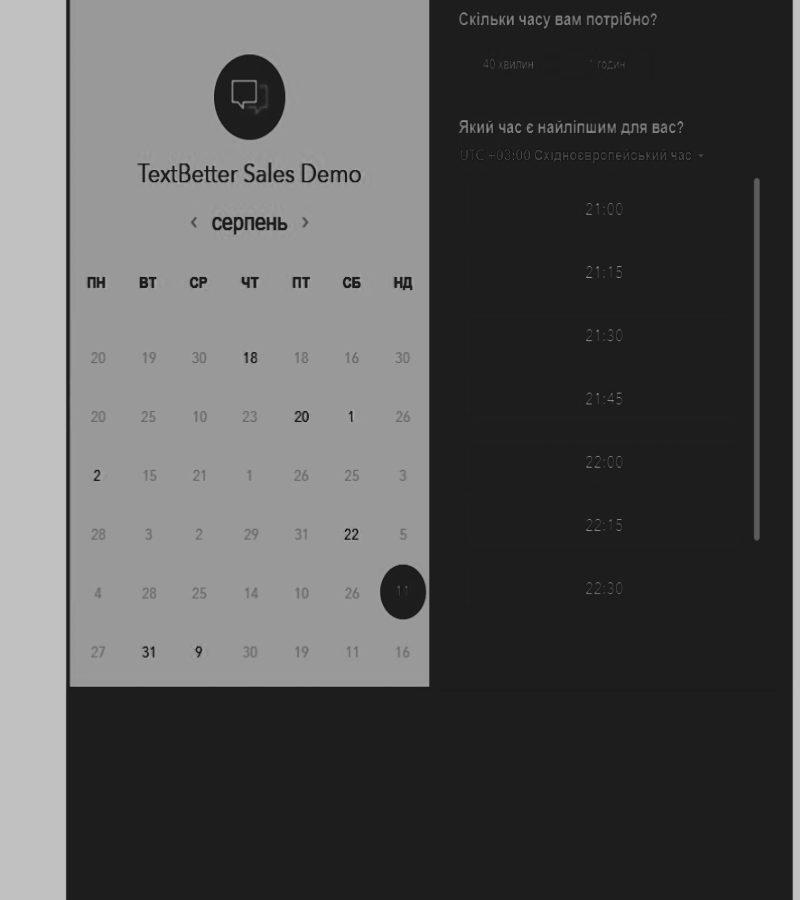 TextBetter Sales Demo
‹ серпень ›
ПН ВТ СР ЧТ ПТ СБ НД
20 19 30 18 18 16 30
20 25 10 23 20 1 26
2 15 21 1 26 25 3
28 3 2 29 31 22 5
4 28 25 14 10 26 11
27 31 9 30 19 11 16
Скільки часу вам потрібно?
40 хвилин 1 годин
Який час є найліпшим для вас?
UTC +03:00 Східноєвропейський час
21:00
21:15
21:30
21:45
22:00
22:15
22:30